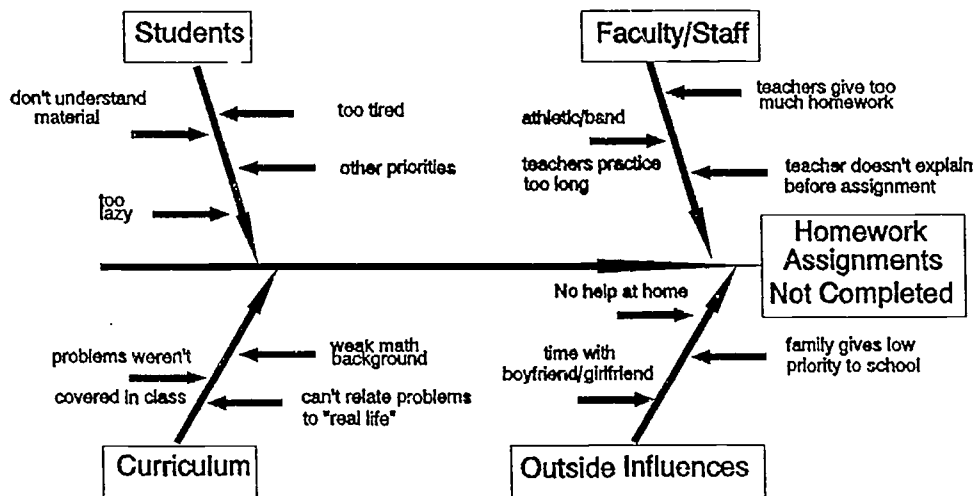 Students
Faculty/Staff
don't understand
material
too tired
other priorities
too
lazy
teachers give too
much homework
athletic/band
teachers practice
too long
teacher doesn't explain
before assignment
Homework
Assignments
Not Completed
No help at home
problems weren't
covered in class
weak math
background
can't relate problems
to "real life"
time with
boyfriend/girlfriend
family gives low
priority to school
Curriculum
Outside Influences